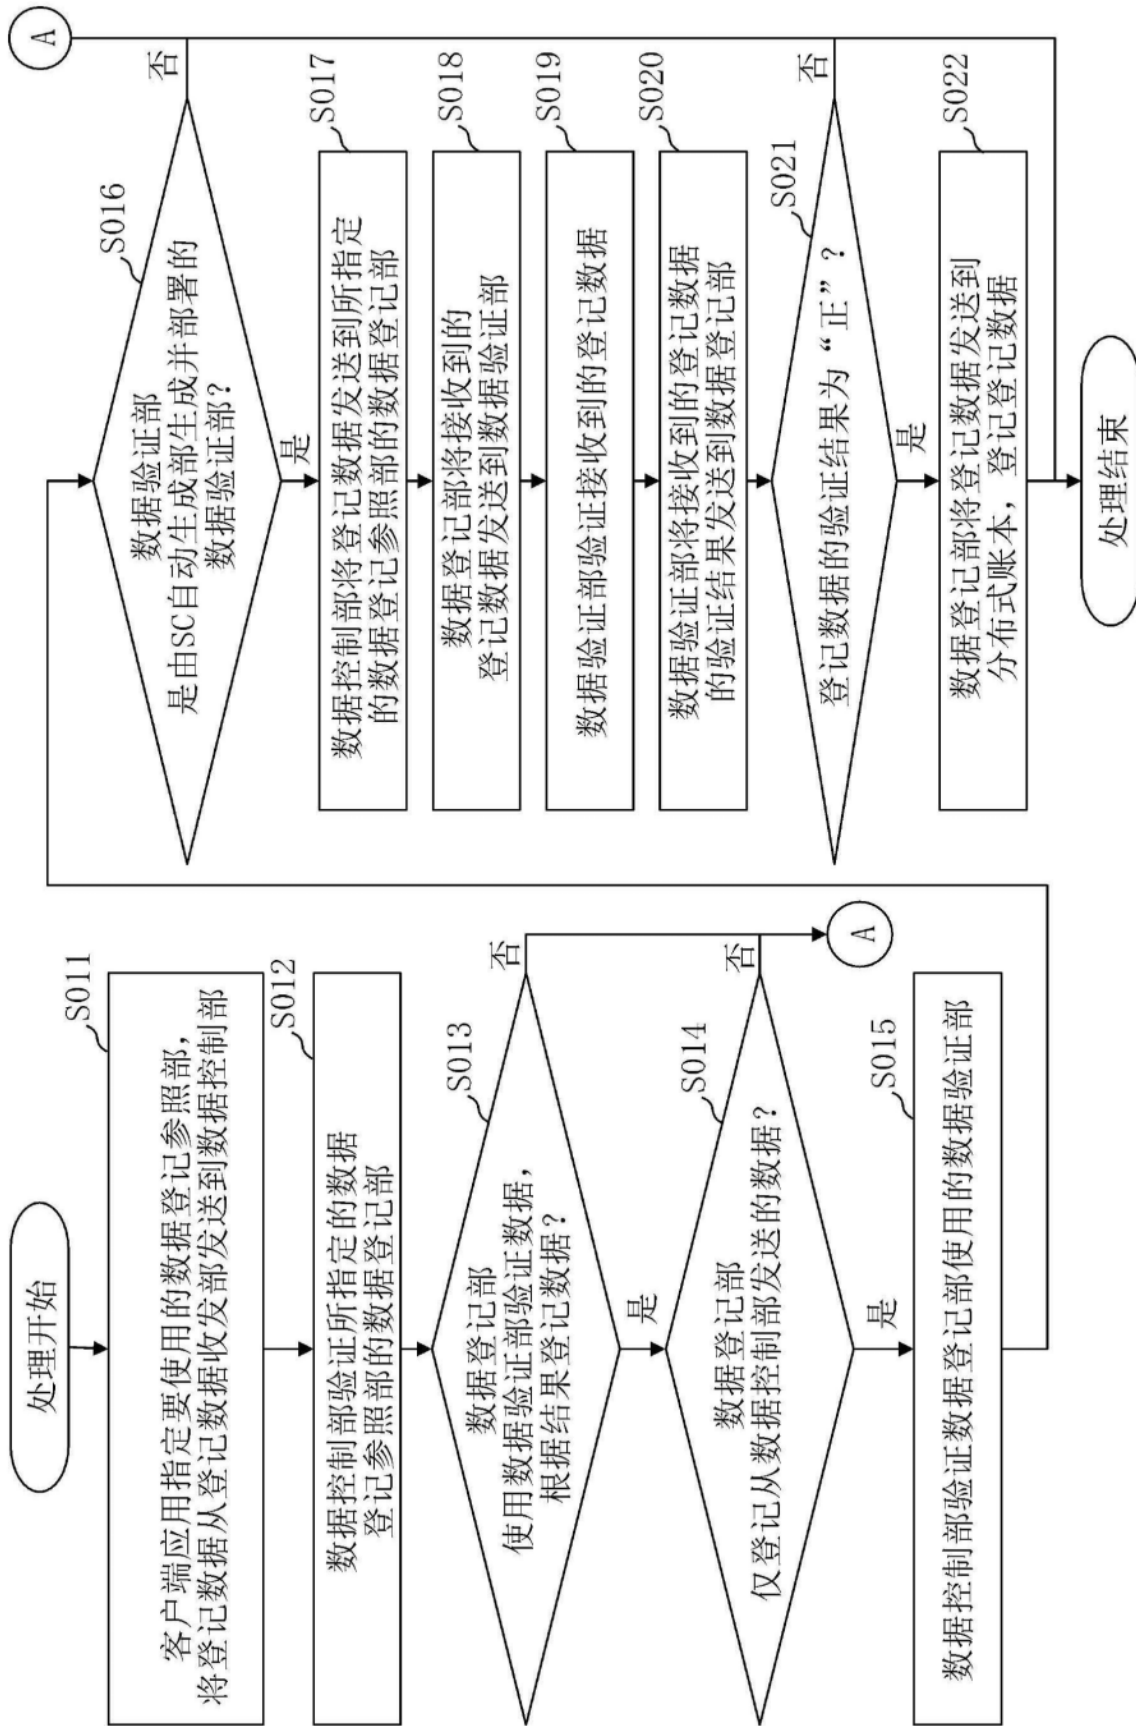 处理开始
S011
客户端应用指定要使用的数据登记参照部，
将登记数据从登记数据收发部发送到数据控制部
S012
数据控制部验证所指定的数据
登记参照部的数据登记部
S013
数据登记部
使用数据验证部验证数据，
根据结果登记数据？
否
是
S014
数据登记部
仅登记从数据控制部发送的数据？
否
A
是
S015
数据控制部验证数据登记部使用的数据验证部
A
S016
数据验证部
是由SC自动生成部生成并部署的
数据验证部？
否
是
S017
数据控制部将登记数据发送到所指定
的数据登记参照部的数据登记部
S018
数据登记部将接收到的
登记数据发送到数据验证部
S019
数据验证部验证接收到的登记数据
S020
数据验证部将接收到的登记数据
的验证结果发送到数据登记部
S021
登记数据的验证结果为“正”？
否
是
S022
数据登记部将登记数据发送到
分布式账本，登记登记数据
处理结束